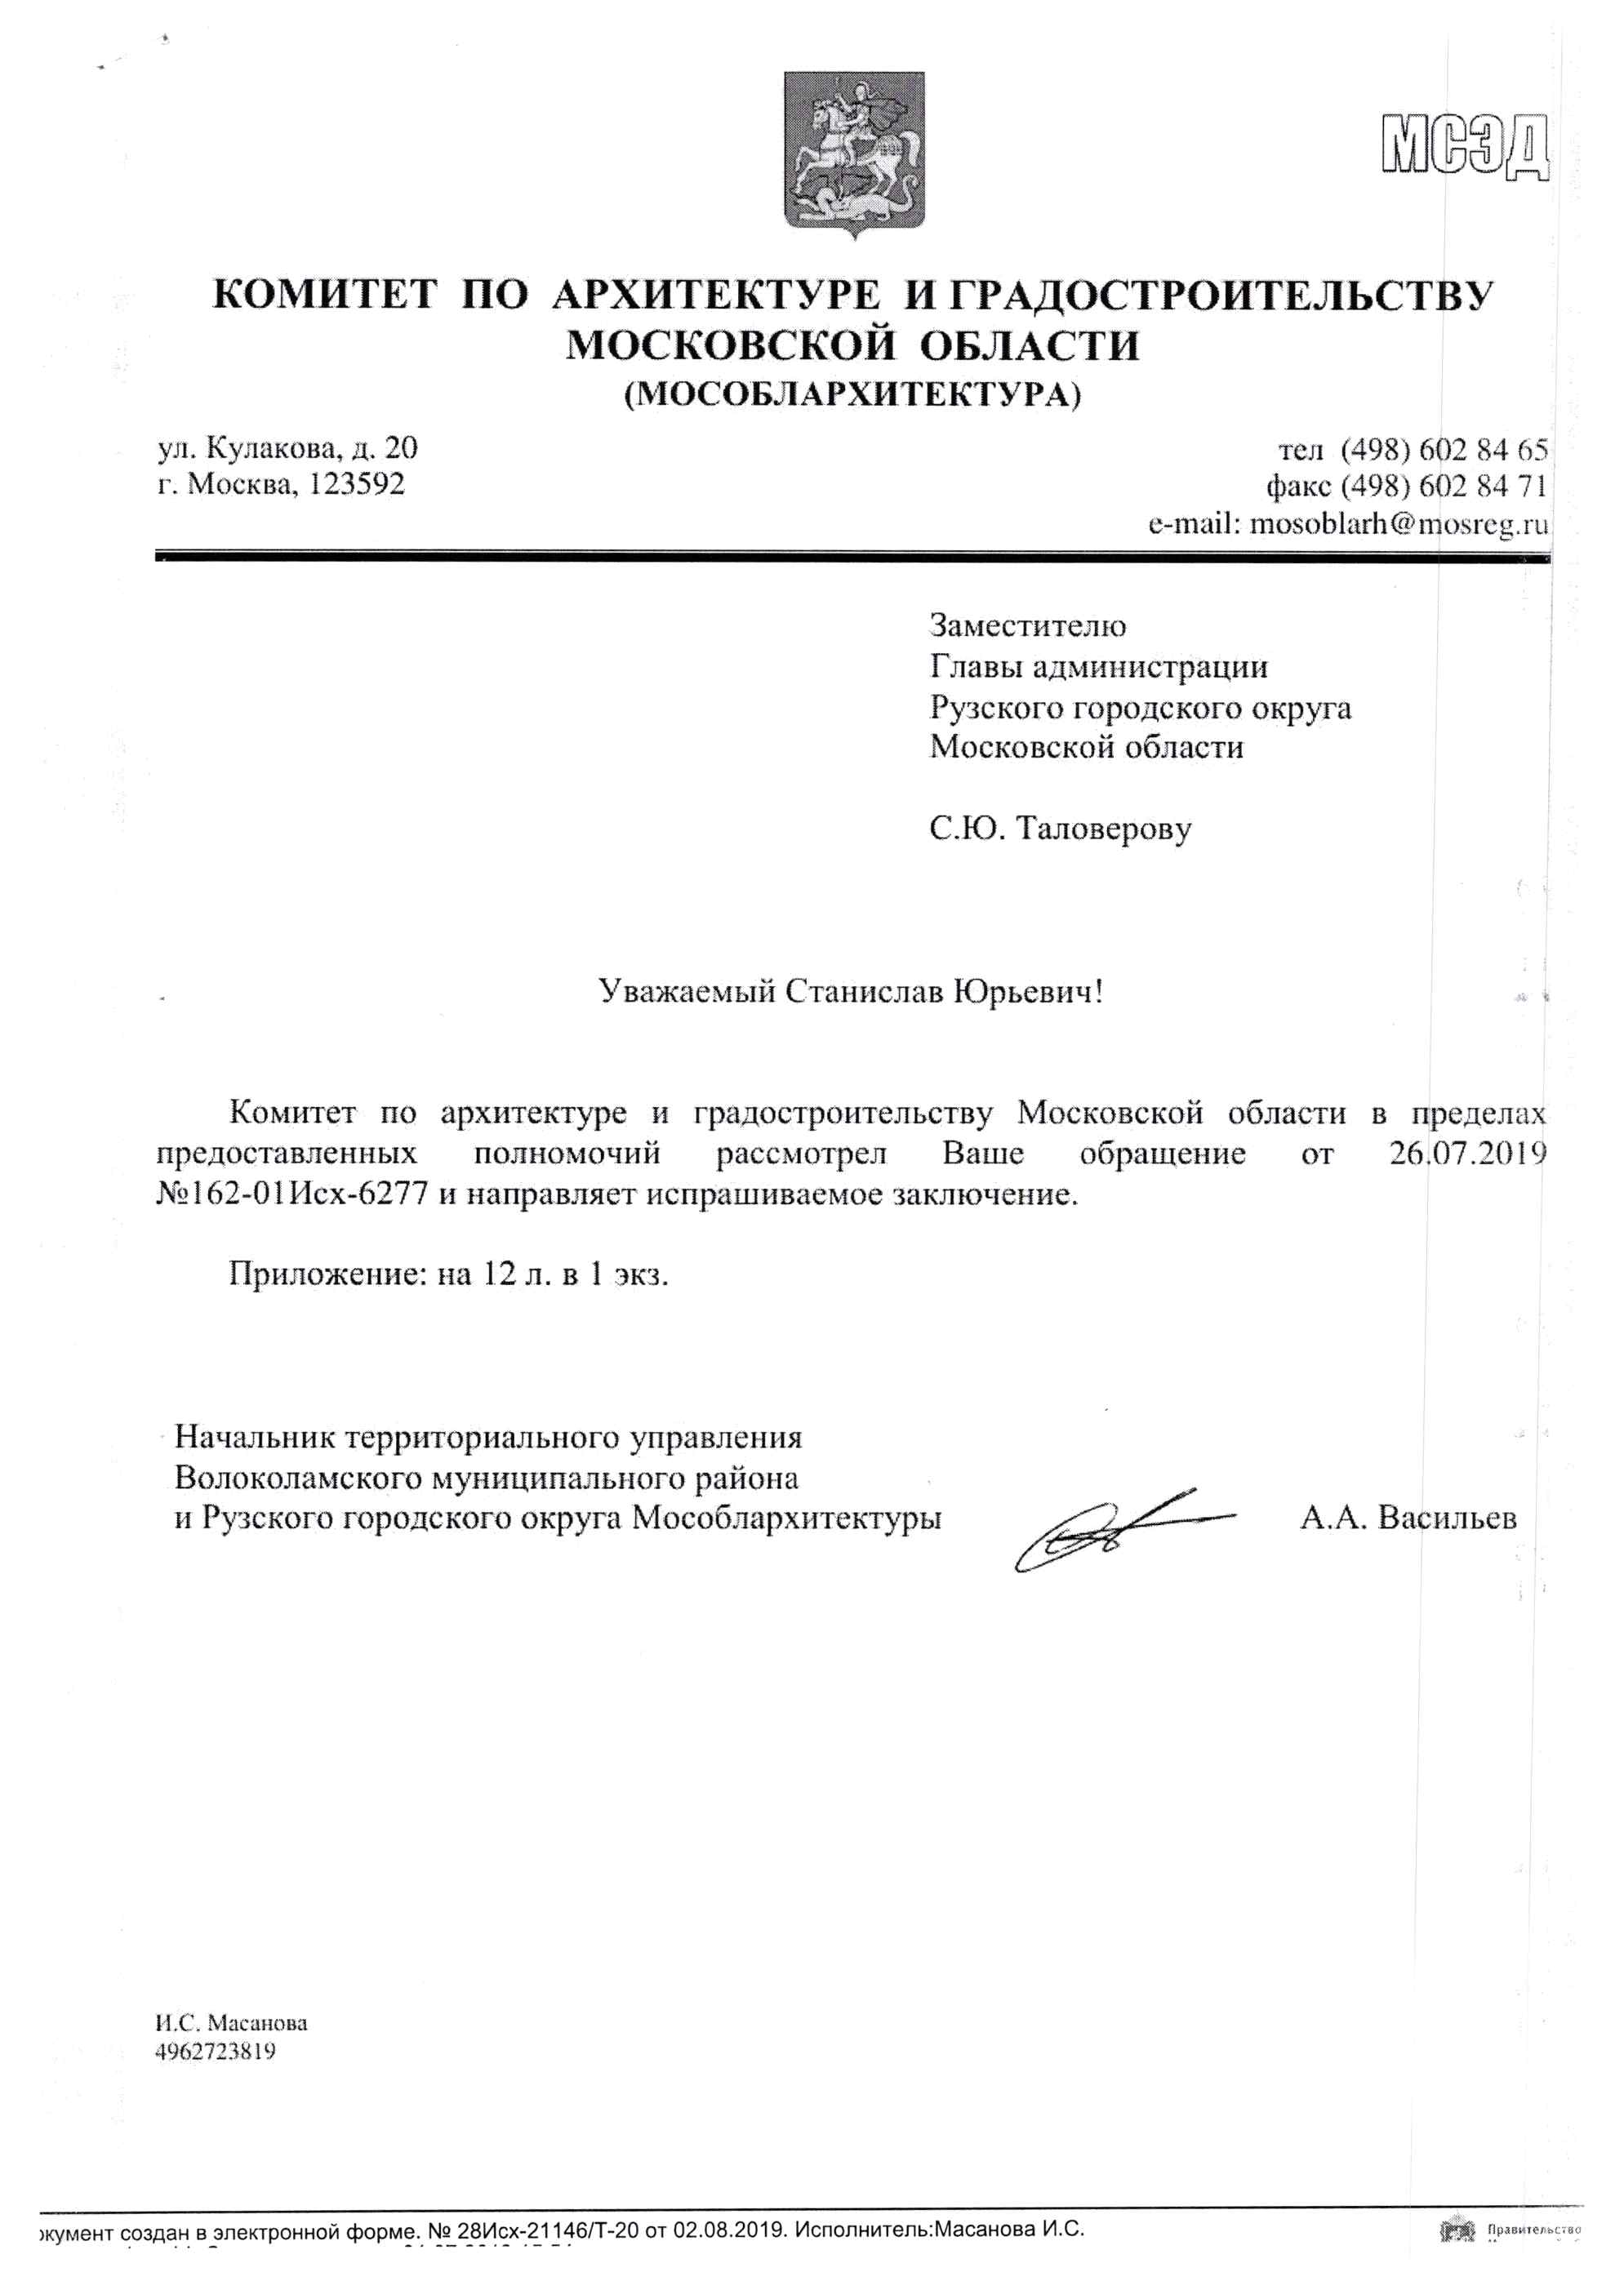 МСЭД
КОМИТЕТ ПО АРХИТЕКТУРЕ И ГРАДОСТРОИТЕЛЬСТВУ
МОСКОВСКОЙ ОБЛАСТИ
(МОСОБЛАРХИТЕКТУРА)
ул. Кулакова, д. 20
г. Москва, 123592
тел (498) 602 84 65
факс (498) 602 84 71
e-mail: mosoblarh@mosreg.ru
Заместителю
Главы администрации
Рузского городского округа
Московской области
С.Ю. Таловерову
Уважаемый Станислав Юрьевич!
Комитет по архитектуре и градостроительству Московской области в пределах
предоставленных полномочий рассмотрел Ваше обращение от 26.07.2019
№162-01Исх-6277 и направляет испрашиваемое заключение.
Приложение: на 12 л. в 1 экз.
Начальник территориального управления
Волоколамского муниципального района
и Рузского городского округа Мособлархитектуры
А.А. Васильев
И.С. Масанова
4962723819
кумент создан в электронной форме. № 28Исх-21146/Т-20 от 02.08.2019. Исполнитель:Масанова И.С.
Правительство